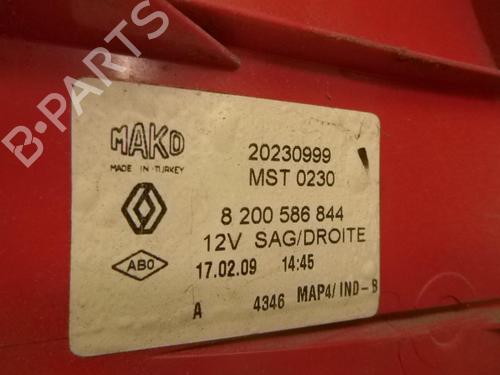 B-PARTS
MAKO
MADE IN TURKEY
ABO
20230999
MST 0230
8 200 586 844
12V SAG/DROITE
17.02.09 14:45
A 4346 MAP4/ IND-B